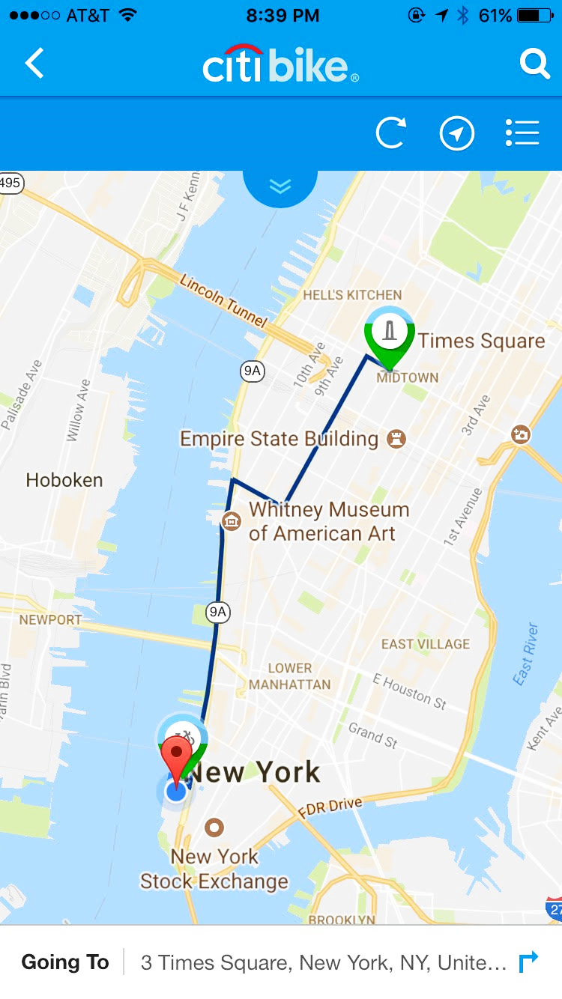 AT&T
8:39 PM
61%
citi bike®
495
J F Kenn
Lincoln Tunnel
HELL'S KITCHEN
Times Square
9A
10th Ave
9th Ave
MIDTOWN
Palisade Ave
Willow Ave
3rd Ave
Empire State Building
Hoboken
Whitney Museum
of American Art
1st Avenue
9A
NEWPORT
EAST VILLAGE
East River
LOWER
MANHATTAN
E Houston St
arin Blvd
Grand St
Kent Ave
New York
FDR Drive
New York
Stock Exchange
BROOKLYN
27
Going To
3 Times Square, New York, NY, Unite...